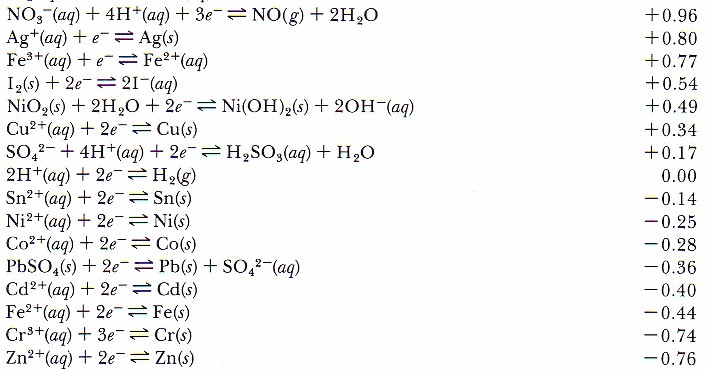 NO₃⁻(aq) + 4H⁺(aq) + 3e⁻ ⇌ NO(g) + 2H₂O +0.96
Ag⁺(aq) + e⁻ ⇌ Ag(s) +0.80
Fe³⁺(aq) + e⁻ ⇌ Fe²⁺(aq) +0.77
I₂(s) + 2e⁻ ⇌ 2I⁻(aq) +0.54
NiO₂(s) + 2H₂O + 2e⁻ ⇌ Ni(OH)₂(s) + 2OH⁻(aq) +0.49
Cu²⁺(aq) + 2e⁻ ⇌ Cu(s) +0.34
SO₄²⁻ + 4H⁺(aq) + 2e⁻ ⇌ H₂SO₃(aq) + H₂O +0.17
2H⁺(aq) + 2e⁻ ⇌ H₂(g) 0.00
Sn²⁺(aq) + 2e⁻ ⇌ Sn(s) −0.14
Ni²⁺(aq) + 2e⁻ ⇌ Ni(s) −0.25
Co²⁺(aq) + 2e⁻ ⇌ Co(s) −0.28
PbSO₄(s) + 2e⁻ ⇌ Pb(s) + SO₄²⁻(aq) −0.36
Cd²⁺(aq) + 2e⁻ ⇌ Cd(s) −0.40
Fe²⁺(aq) + 2e⁻ ⇌ Fe(s) −0.44
Cr³⁺(aq) + 3e⁻ ⇌ Cr(s) −0.74
Zn²⁺(aq) + 2e⁻ ⇌ Zn(s) −0.76